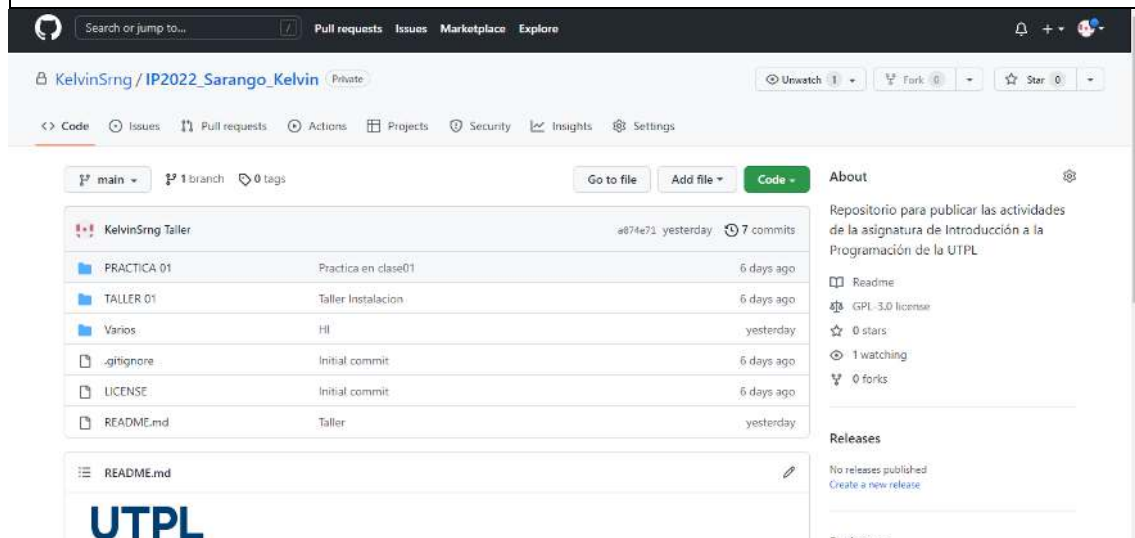 Search or jump to... /
Pull requests Issues Marketplace Explore
KelvinSrng / IP2022_Sarango_Kelvin Private
Unwatch 1 Fork 0 Star 0
<> Code Issues Pull requests Actions Projects Security Insights Settings
main 1 branch 0 tags Go to file Add file Code
KelvinSrng Taller e874e71 yesterday 7 commits
PRACTICA 01 Practica en clase01 6 days ago
TALLER 01 Taller Instalacion 6 days ago
Varios HI yesterday
.gitignore Initial commit 6 days ago
LICENSE Initial commit 6 days ago
README.md Taller yesterday
README.md
UTPL
About
Repositorio para publicar las actividades
de la asignatura de Introducción a la
Programación de la UTPL
Readme
GPL-3.0 license
0 stars
1 watching
0 forks
Releases
No releases published
Create a new release